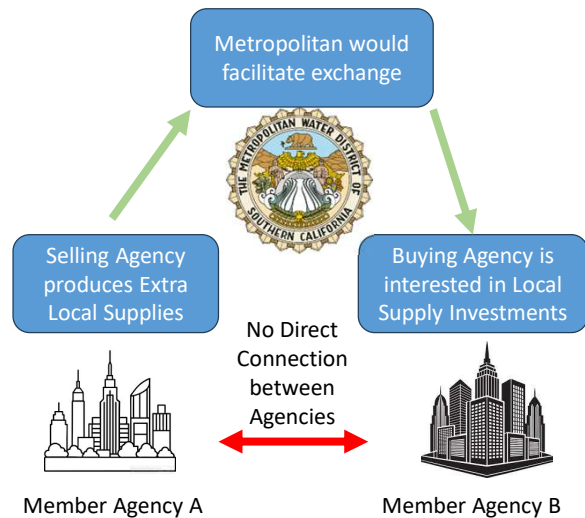 Metropolitan would
facilitate exchange
THE METROPOLITAN WATER DISTRICT OF
SOUTHERN CALIFORNIA
Selling Agency
produces Extra
Local Supplies
Buying Agency is
interested in Local
Supply Investments
No Direct
Connection
between
Agencies
Member Agency A
Member Agency B